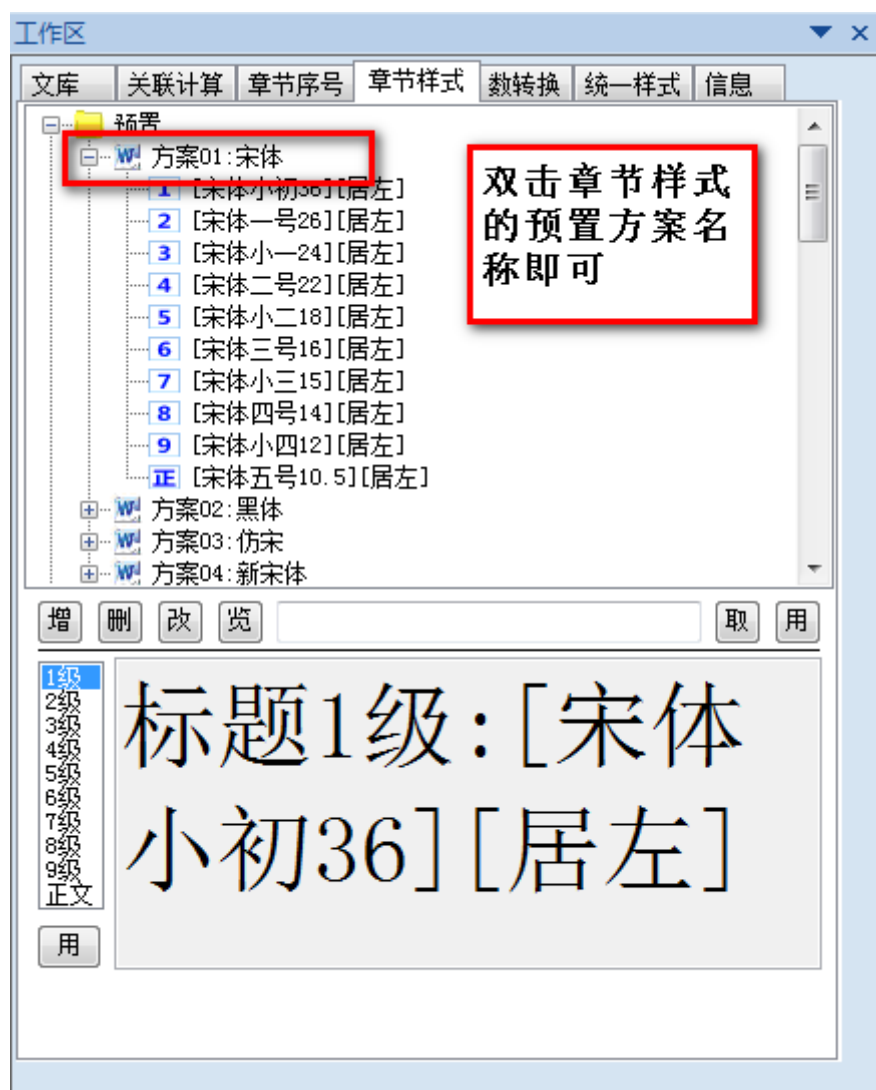 工作区
文库 关联计算 章节序号 章节样式 数转换 统一样式 信息
预置
方案01:宋体
1 [宋体小初36][居左]
2 [宋体一号26][居左]
3 [宋体小一24][居左]
4 [宋体二号22][居左]
5 [宋体小二18][居左]
6 [宋体三号16][居左]
7 [宋体小三15][居左]
8 [宋体四号14][居左]
9 [宋体小四12][居左]
正 [宋体五号10.5][居左]
方案02:黑体
方案03:仿宋
方案04:新宋体
双击章节样式
的预置方案名
称即可
增 删 改 览 取 用
1级
2级
3级
4级
5级
6级
7级
8级
9级
正文
用
标题1级:[宋体
小初36][居左]